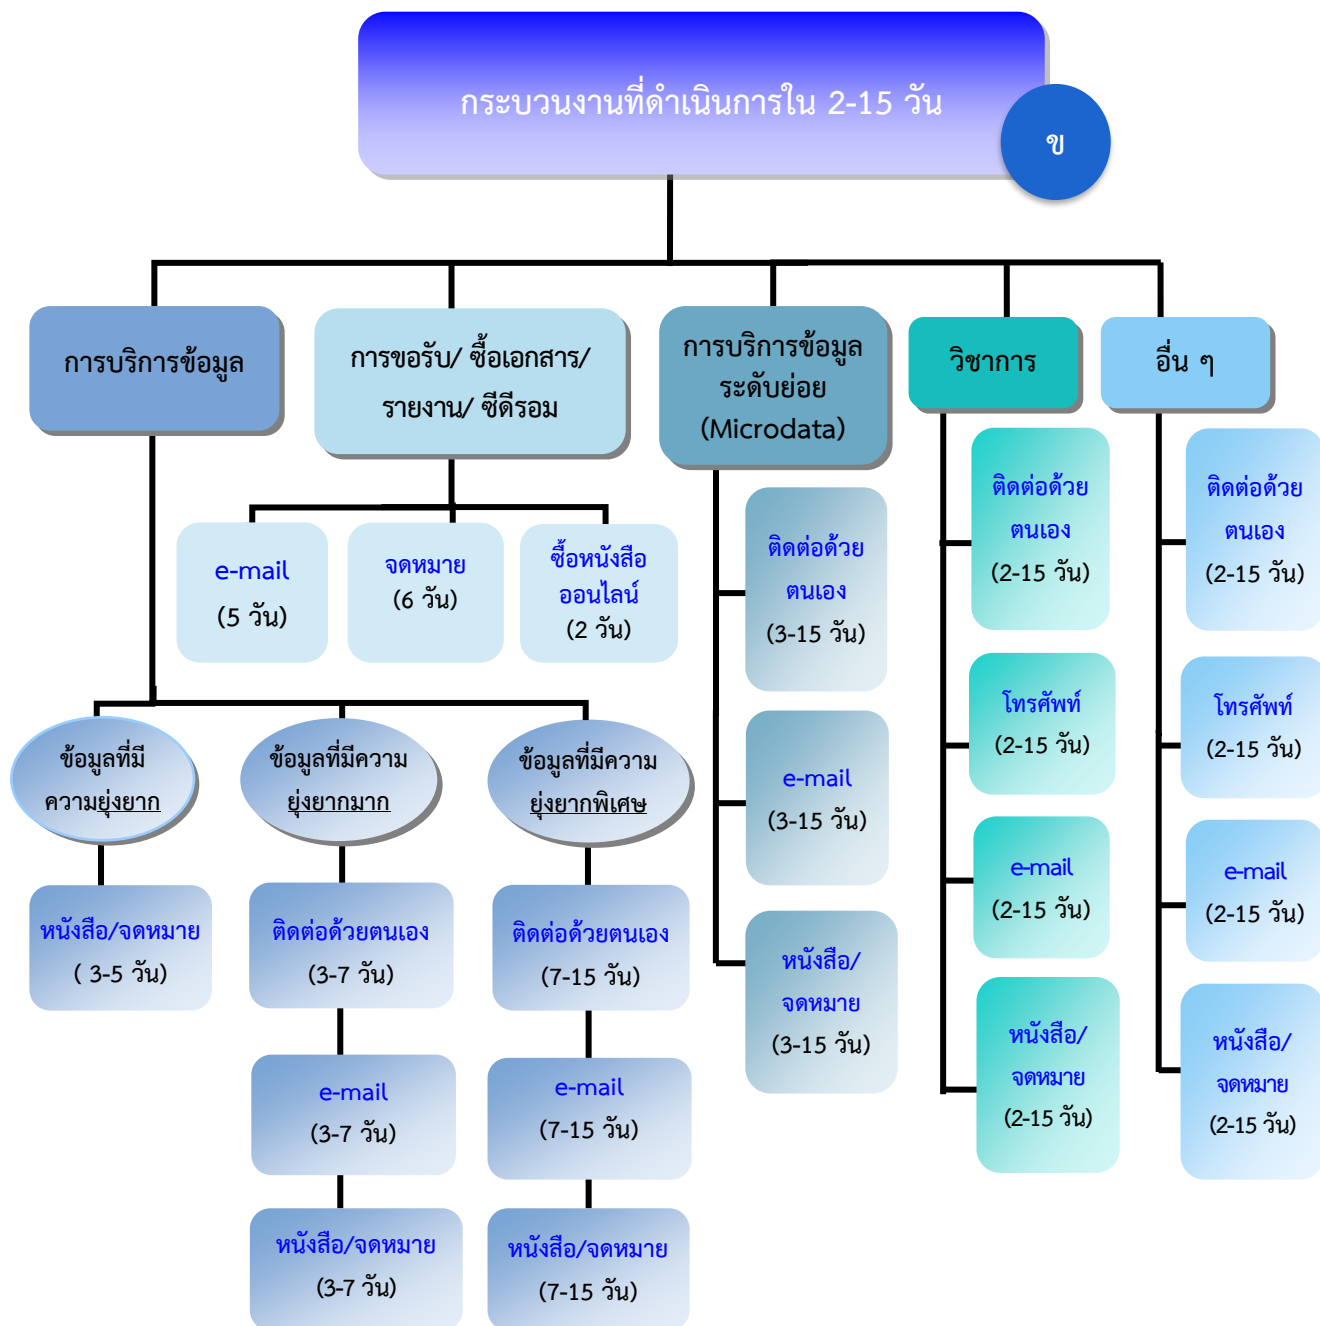 กระบวนงานที่ดำเนินการใน 2-15 วัน
ข
การบริการข้อมูล
การขอรับ/ ซื้อเอกสาร/
รายงาน/ ซีดีรอม
การบริการข้อมูล
ระดับย่อย
(Microdata)
วิชาการ
อื่น ๆ
e-mail
(5 วัน)
จดหมาย
(6 วัน)
ซื้อหนังสือ
ออนไลน์
(2 วัน)
ข้อมูลที่มี
ความยุ่งยาก
ข้อมูลที่มีความ
ยุ่งยากมาก
ข้อมูลที่มีความ
ยุ่งยากพิเศษ
หนังสือ/จดหมาย
( 3-5 วัน)
ติดต่อด้วยตนเอง
(3-7 วัน)
e-mail
(3-7 วัน)
หนังสือ/จดหมาย
(3-7 วัน)
ติดต่อด้วยตนเอง
(7-15 วัน)
e-mail
(7-15 วัน)
หนังสือ/จดหมาย
(7-15 วัน)
ติดต่อด้วย
ตนเอง
(3-15 วัน)
e-mail
(3-15 วัน)
หนังสือ/
จดหมาย
(3-15 วัน)
ติดต่อด้วย
ตนเอง
(2-15 วัน)
โทรศัพท์
(2-15 วัน)
e-mail
(2-15 วัน)
หนังสือ/
จดหมาย
(2-15 วัน)
ติดต่อด้วย
ตนเอง
(2-15 วัน)
โทรศัพท์
(2-15 วัน)
e-mail
(2-15 วัน)
หนังสือ/
จดหมาย
(2-15 วัน)